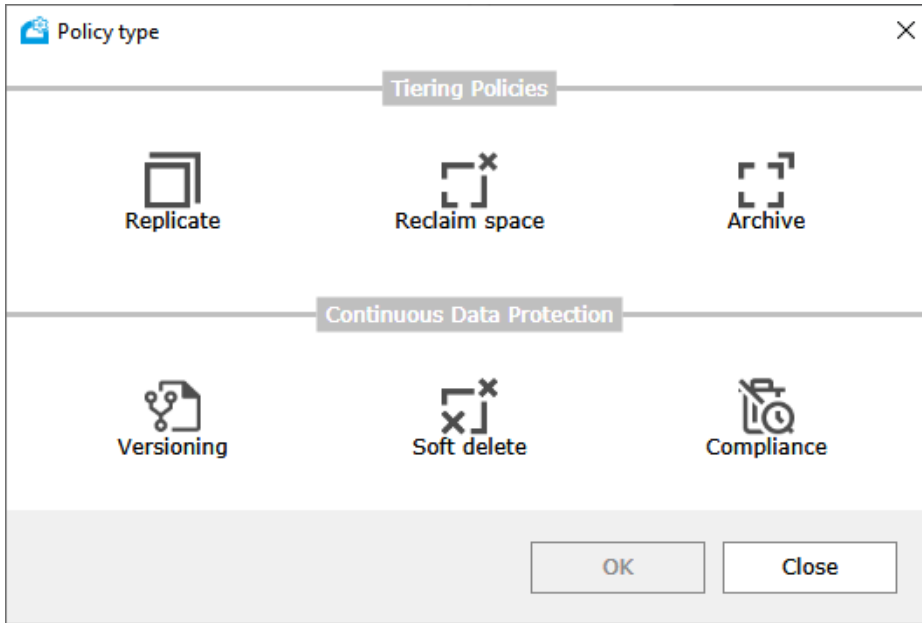 Policy type
Tiering Policies
Replicate
Reclaim space
Archive
Continuous Data Protection
Versioning
Soft delete
Compliance
OK
Close